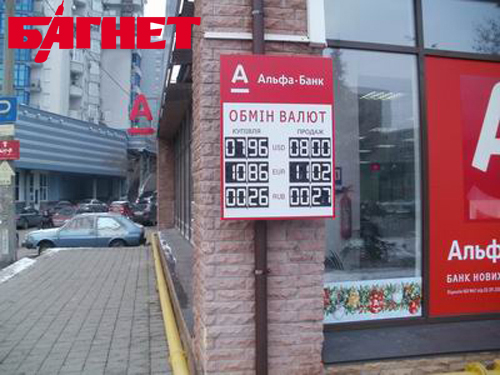 БАГНЕТ
А Альфа·Банк
ОБМІН ВАЛЮТ
КУПІВЛЯ ПРОДАЖ
07.96 USD 08.00
10.86 EUR 11.02
00.26 RUB 00.27
Альфа
БАНК НОВИХ